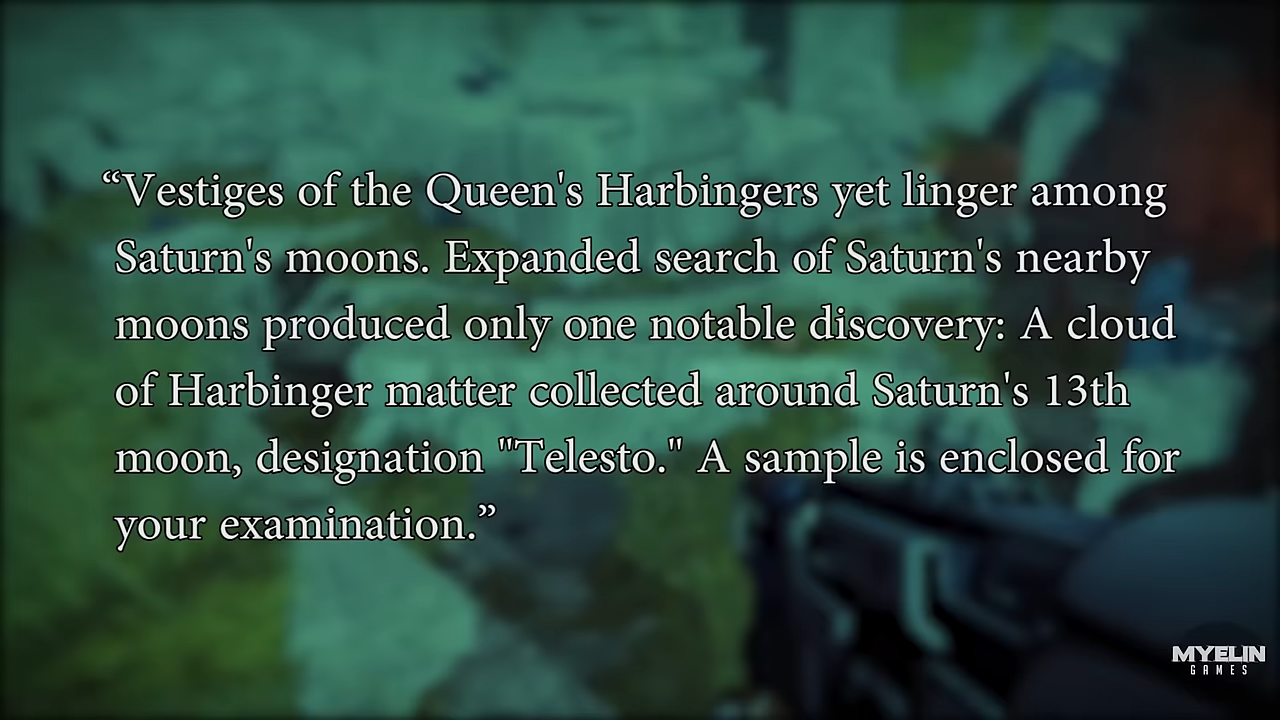 “Vestiges of the Queen's Harbingers yet linger among
Saturn's moons. Expanded search of Saturn's nearby
moons produced only one notable discovery: A cloud
of Harbinger matter collected around Saturn's 13th
moon, designation "Telesto." A sample is enclosed for
your examination.”
MYELIN
GAMES